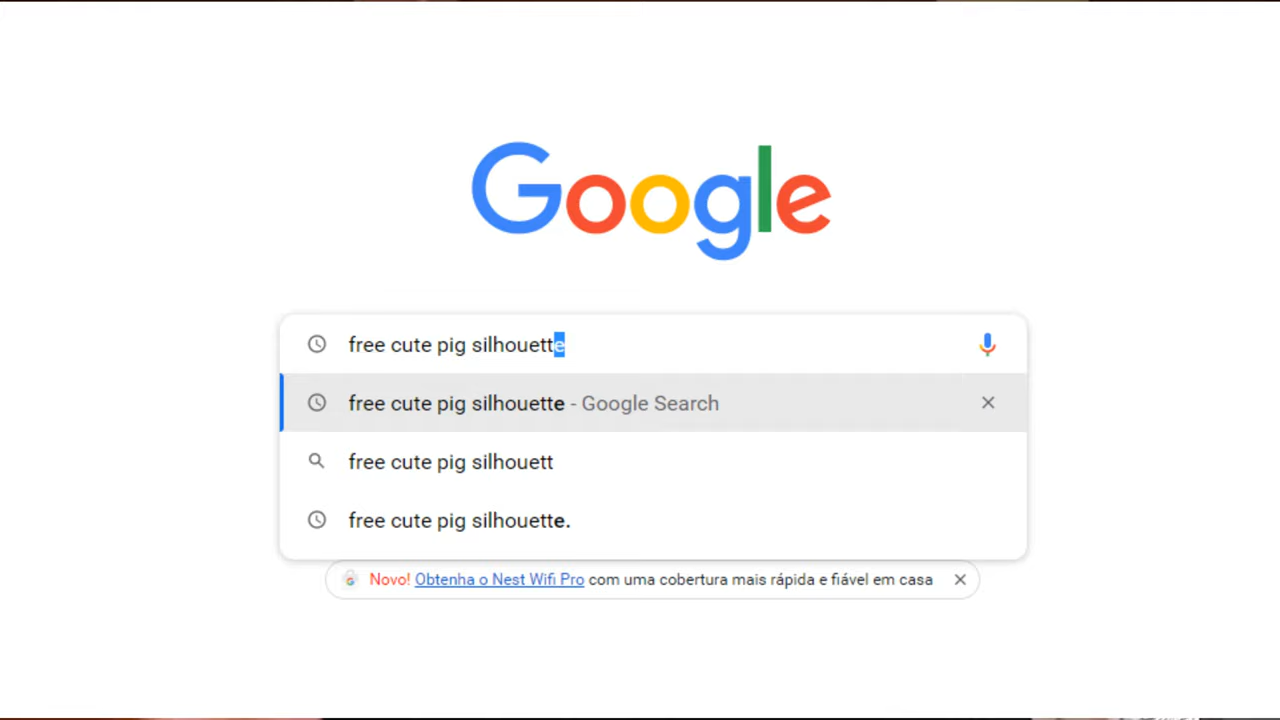 Google
free cute pig silhouette
free cute pig silhouette - Google Search
free cute pig silhouett
free cute pig silhouette.
Novo! Obtenha o Nest Wifi Pro com uma cobertura mais rápida e fiável em casa